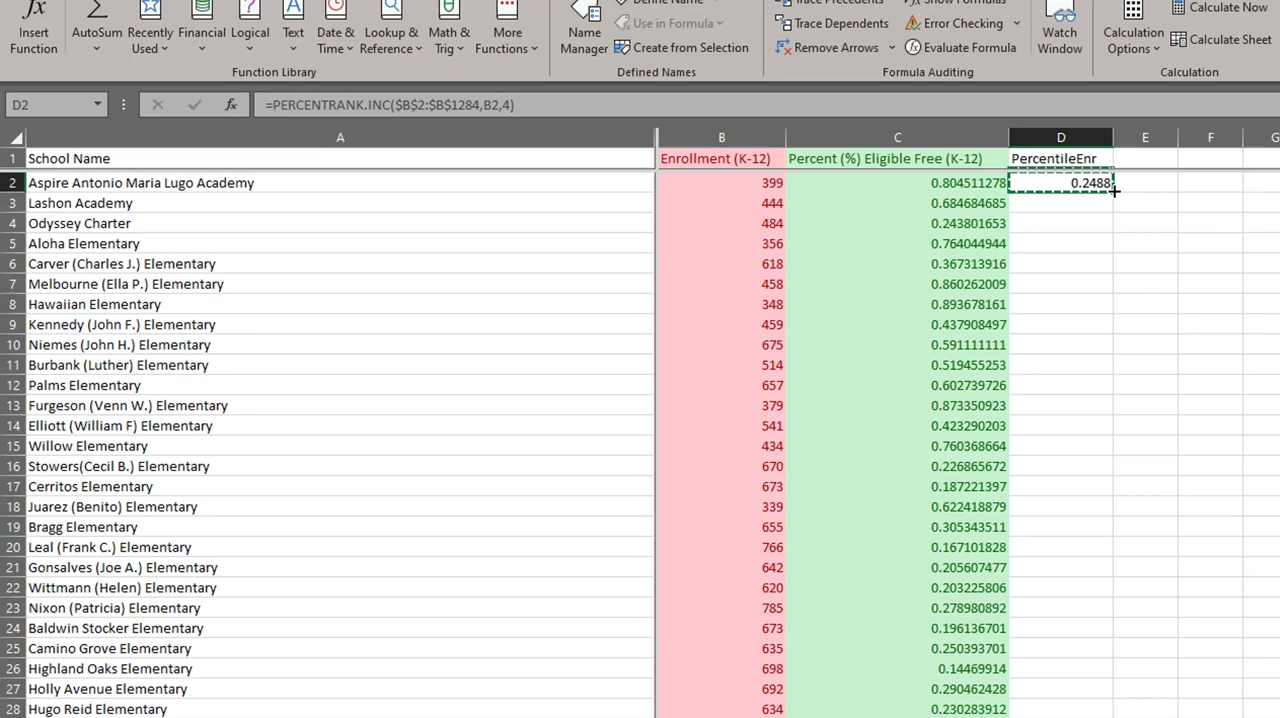 fx Σ ? A θ
Insert Function AutoSum Recently Used Financial Logical Text Date & Time Lookup & Reference Math & Trig More Functions
Function Library
Name Manager
Define Name
Use in Formula
Create from Selection
Defined Names
Trace Precedents Show Formulas
Trace Dependents Error Checking
Remove Arrows fx Evaluate Formula
Formula Auditing
Watch Window
Calculation Options
Calculate Now
Calculate Sheet
Calculation
D2 fx =PERCENTRANK.INC($B$2:$B$1284,B2,4)
A B C D E F G
1 School Name Enrollment (K-12) Percent (%) Eligible Free (K-12) PercentileEnr
2 Aspire Antonio Maria Lugo Academy 399 0.804511278 0.2488
3 Lashon Academy 444 0.684684685
4 Odyssey Charter 484 0.243801653
5 Aloha Elementary 356 0.764044944
6 Carver (Charles J.) Elementary 618 0.367313916
7 Melbourne (Ella P.) Elementary 458 0.860262009
8 Hawaiian Elementary 348 0.893678161
9 Kennedy (John F.) Elementary 459 0.437908497
10 Niemes (John H.) Elementary 675 0.591111111
11 Burbank (Luther) Elementary 514 0.519455253
12 Palms Elementary 657 0.602739726
13 Furgeson (Venn W.) Elementary 379 0.873350923
14 Elliott (William F) Elementary 541 0.423290203
15 Willow Elementary 434 0.760368664
16 Stowers(Cecil B.) Elementary 670 0.226865672
17 Cerritos Elementary 673 0.187221397
18 Juarez (Benito) Elementary 339 0.622418879
19 Bragg Elementary 655 0.305343511
20 Leal (Frank C.) Elementary 766 0.167101828
21 Gonsalves (Joe A.) Elementary 642 0.205607477
22 Wittmann (Helen) Elementary 620 0.203225806
23 Nixon (Patricia) Elementary 785 0.278980892
24 Baldwin Stocker Elementary 673 0.196136701
25 Camino Grove Elementary 635 0.250393701
26 Highland Oaks Elementary 698 0.14469914
27 Holly Avenue Elementary 692 0.290462428
28 Hugo Reid Elementary 634 0.230283912